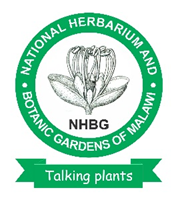 NATIONAL HERBARIUM AND
BOTANIC GARDENS OF MALAWI
NHBG
Talking plants